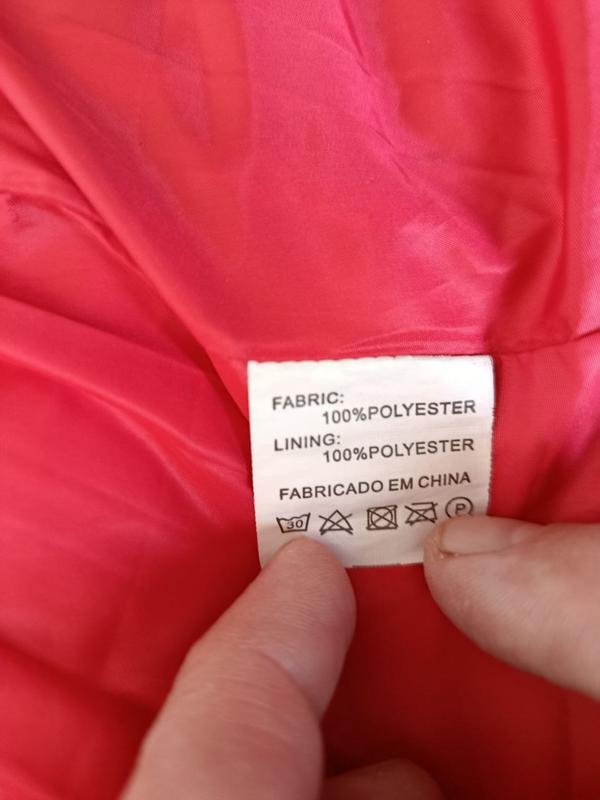 FABRIC:
100%POLYESTER
LINING:
100%POLYESTER
FABRICADO EM CHINA
30 P